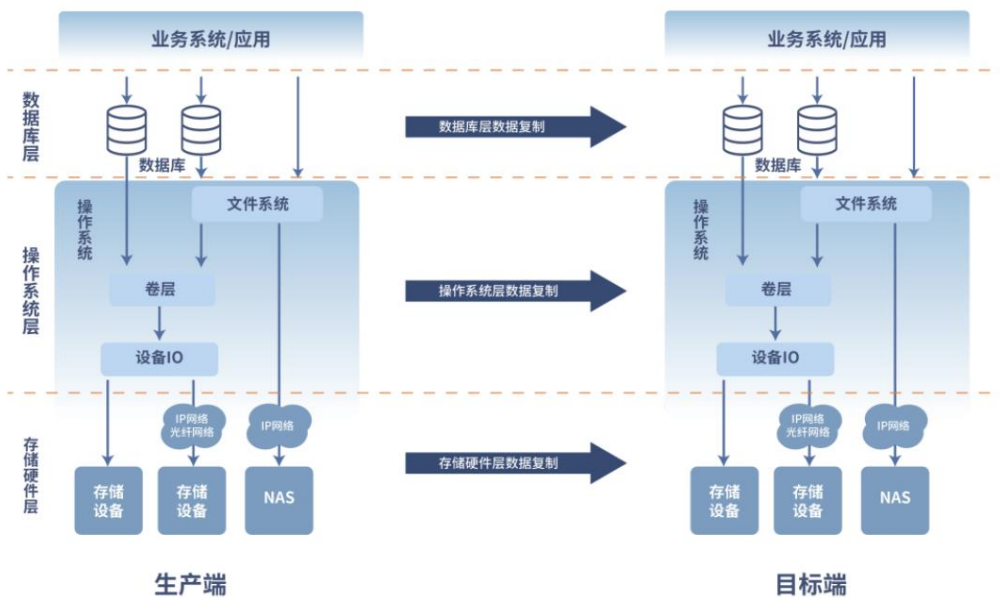 业务系统/应用
业务系统/应用
数据库层
数据库
数据库层数据复制
数据库
操作系统层
操作系统
文件系统
卷层
设备IO
操作系统层数据复制
操作系统
文件系统
卷层
设备IO
存储硬件层
IP网络
光纤网络
IP网络
存储
设备
存储
设备
NAS
存储硬件层数据复制
IP网络
光纤网络
IP网络
存储
设备
存储
设备
NAS
生产端
目标端